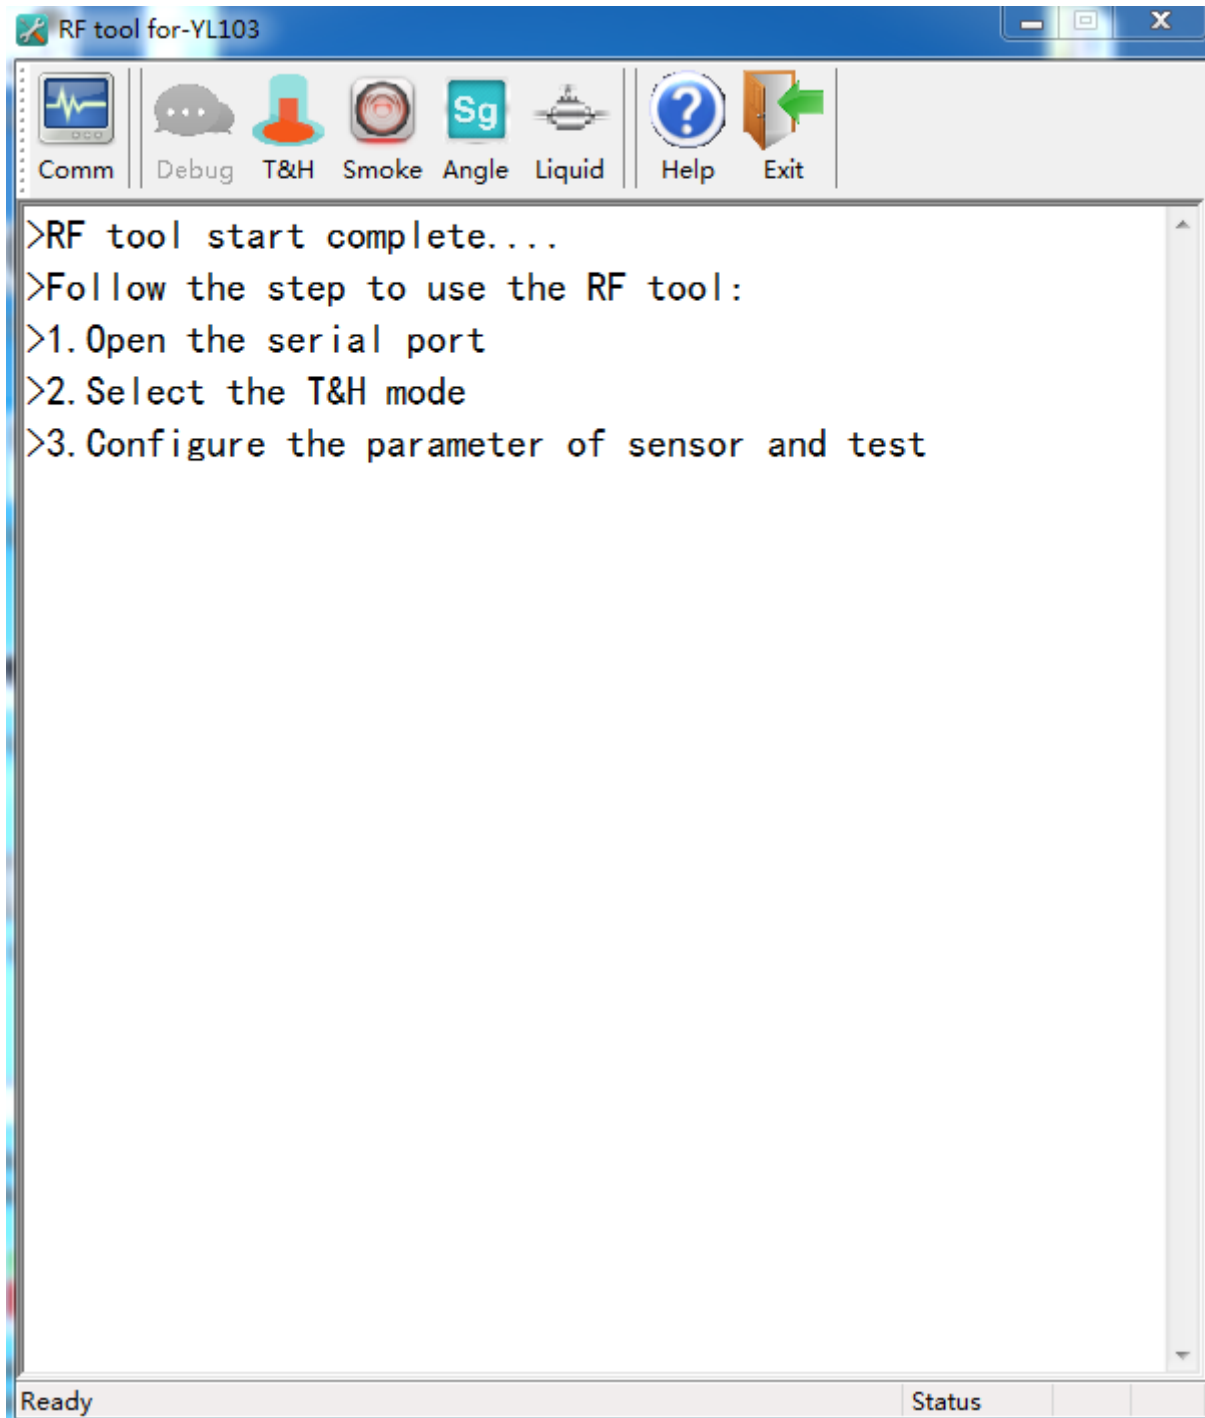 RF tool for-YL103
Sg
Comm Debug T&H Smoke Angle Liquid Help Exit
>RF tool start complete....
>Follow the step to use the RF tool:
>1.Open the serial port
>2.Select the T&H mode
>3.Configure the parameter of sensor and test
Ready Status